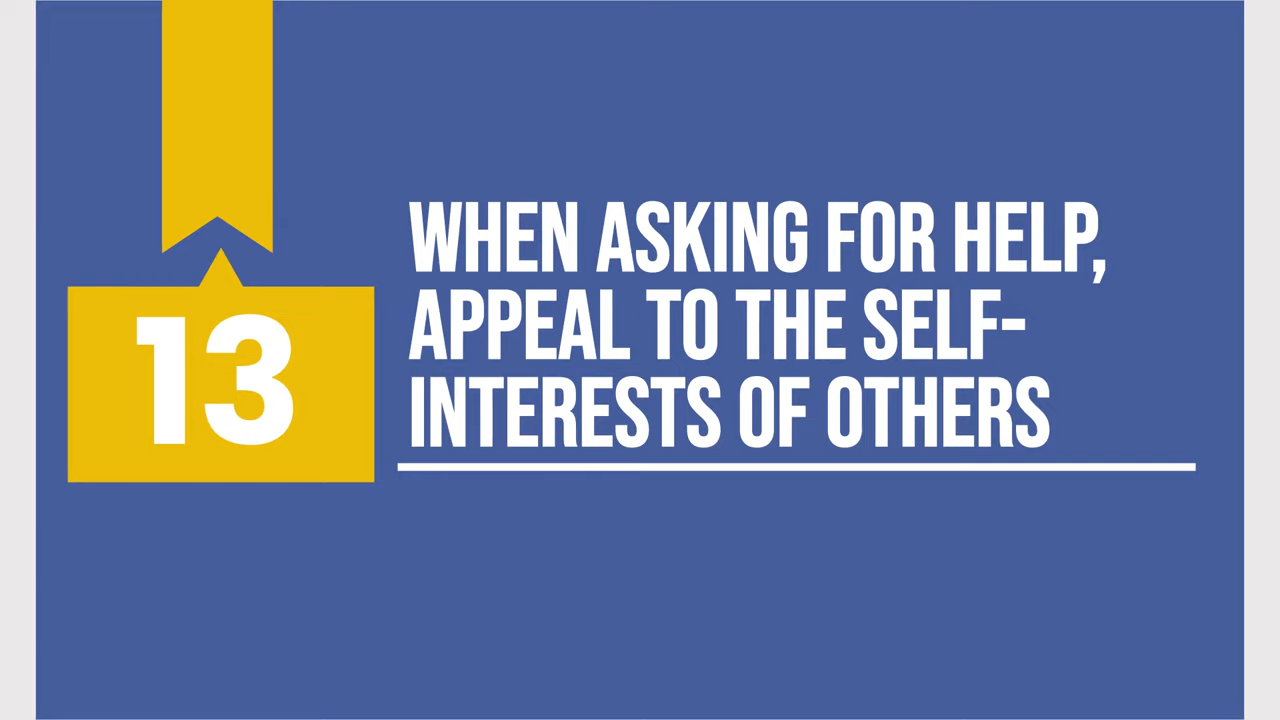 13
WHEN ASKING FOR HELP,
APPEAL TO THE SELF-
INTERESTS OF OTHERS